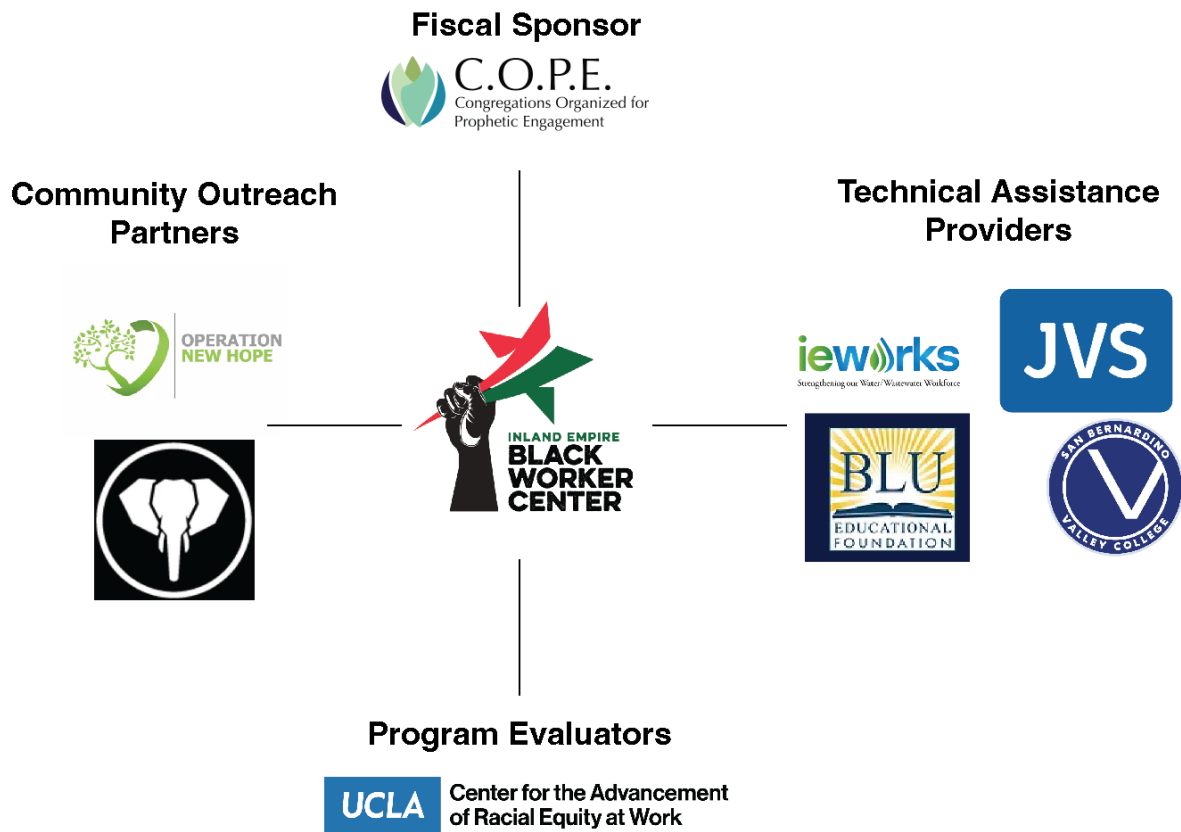 Fiscal Sponsor
C.O.P.E.
Congregations Organized for
Prophetic Engagement
Community Outreach
Partners
OPERATION
NEW HOPE
INLAND EMPIRE
BLACK
WORKER
CENTER
Technical Assistance
Providers
ieworks
Strengthening our Water/Wastewater Workforce
JVS
BLU
EDUCATIONAL
FOUNDATION
SAN BERNARDINO
V
VALLEY COLLEGE
Program Evaluators
UCLA
Center for the Advancement
of Racial Equity at Work